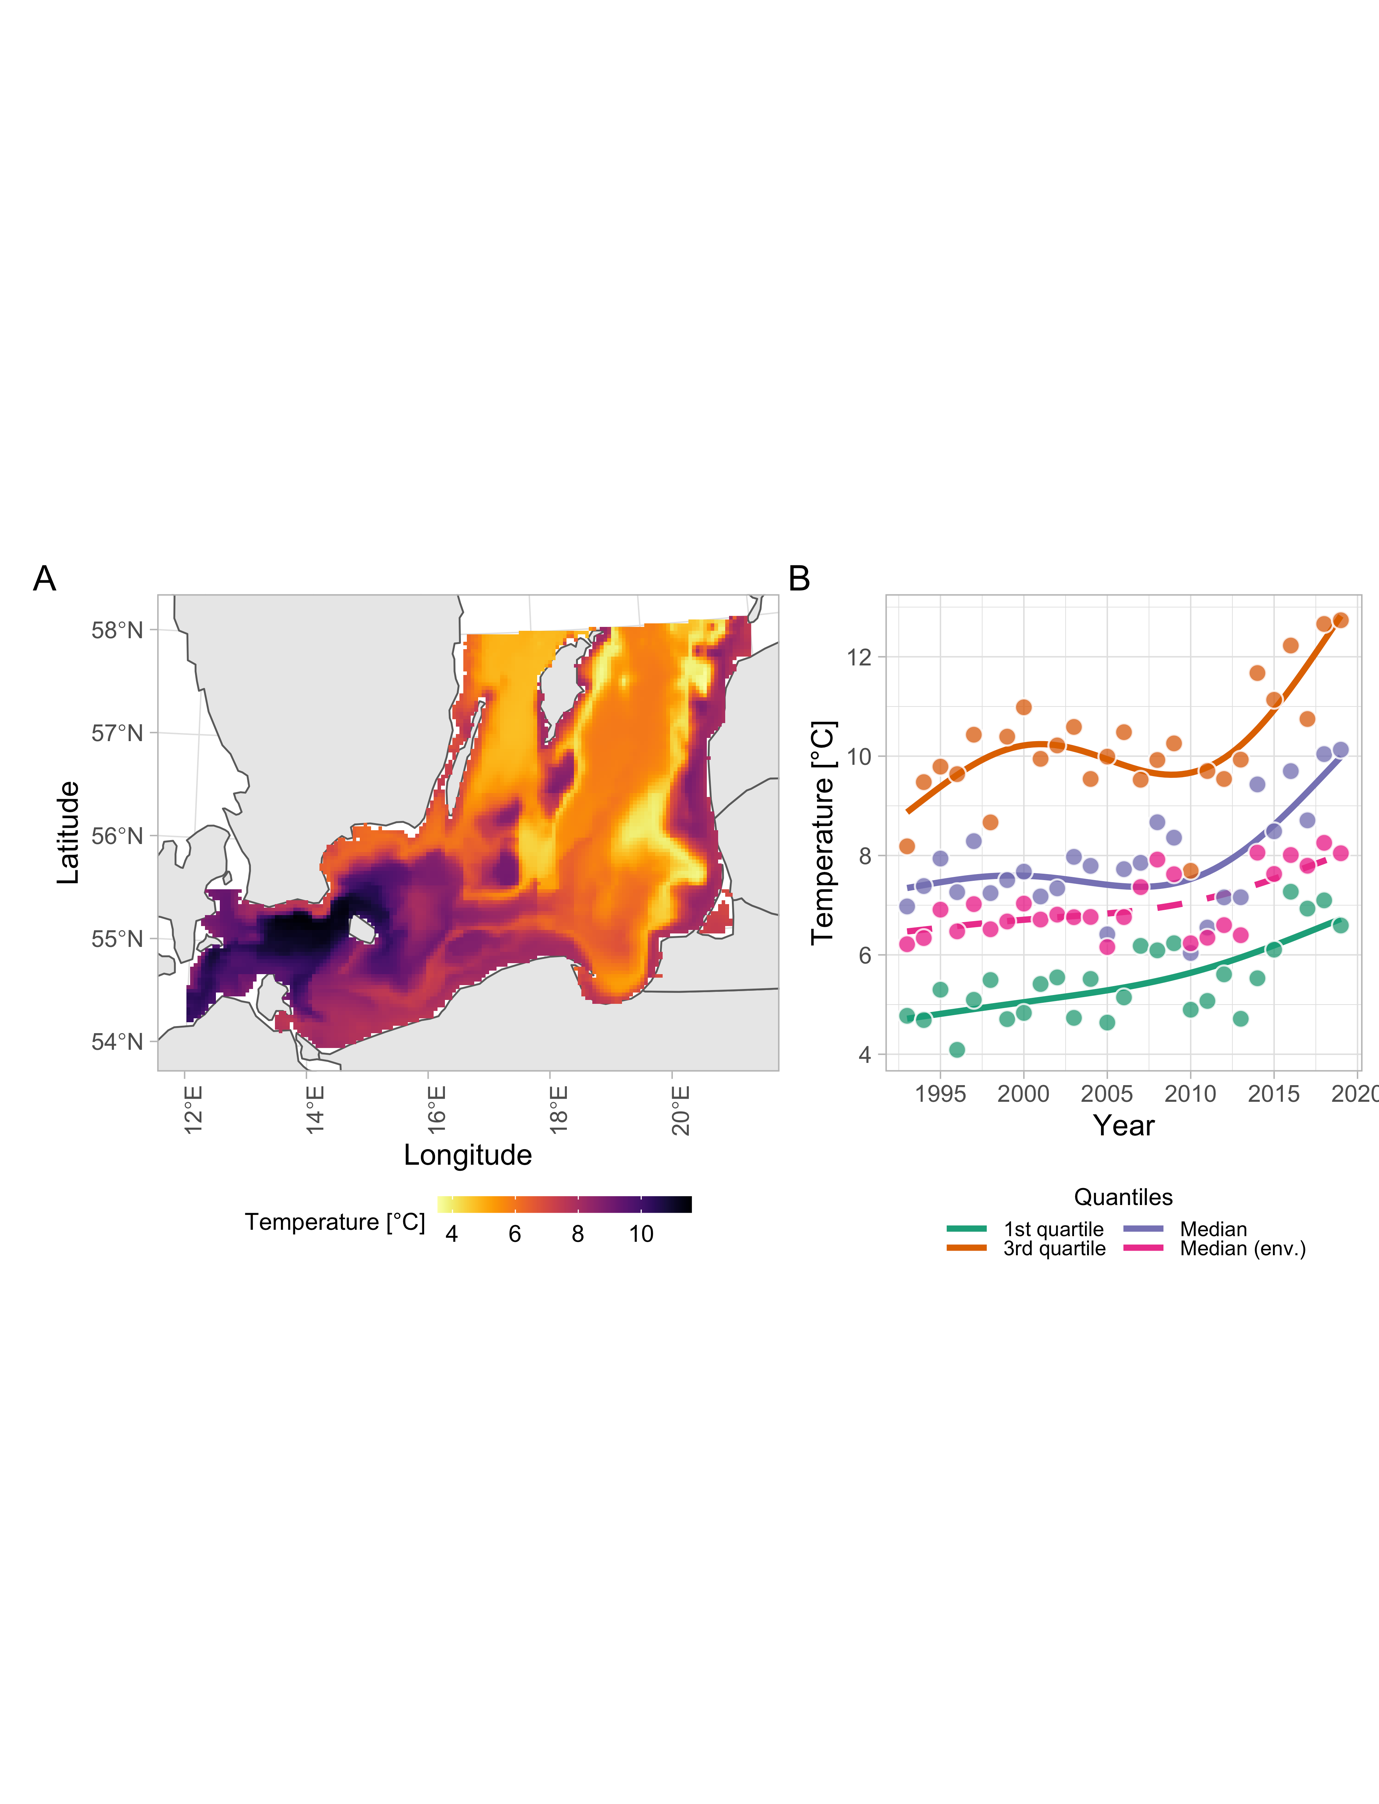 A
B
58°N
57°N
56°N
55°N
54°N
Latitude
12°E
14°E
16°E
18°E
20°E
Longitude
Temperature [°C]
4
6
8
10
12
10
8
6
4
Temperature [°C]
1995
2000
2005
2010
2015
2020
Year
Quantiles
1st quartile
Median
3rd quartile
Median (env.)